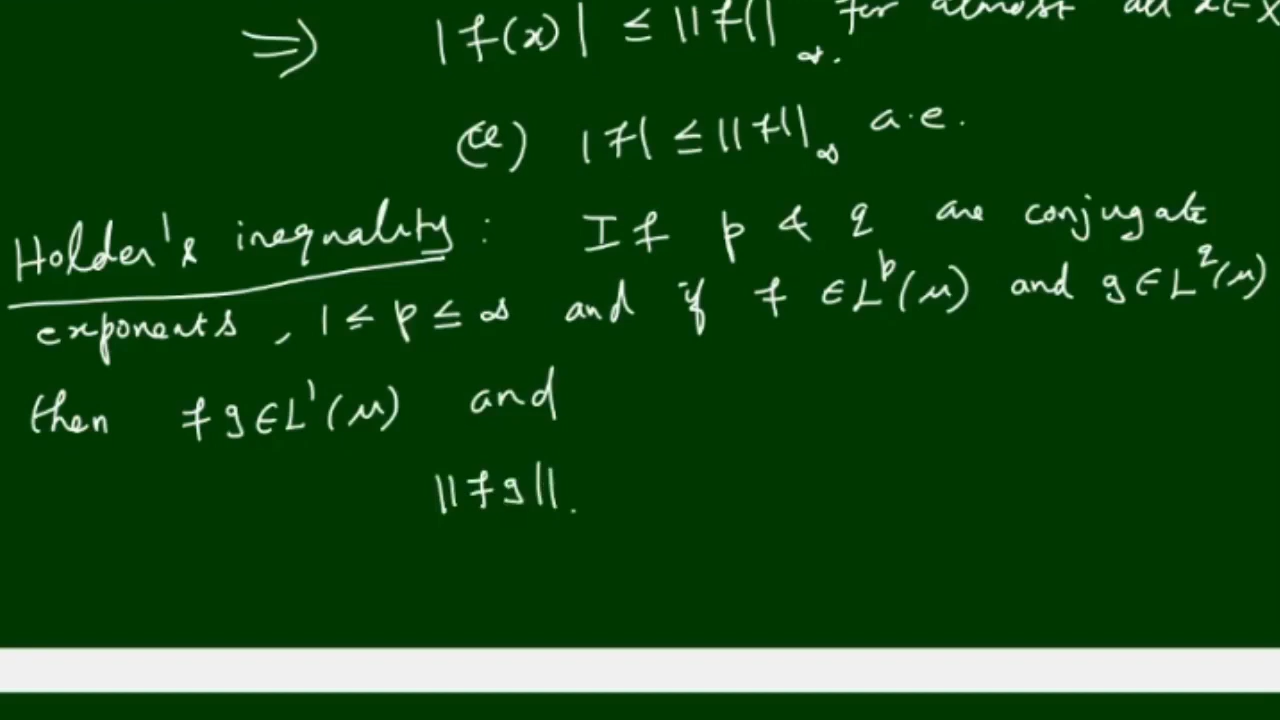 ⇒ |f(x)| ≤ ||f||∞. for almost all x∈X
(ie) |f| ≤ ||f||∞ a.e.
Holder's inequality : If p & q are conjugate
exponents, 1 ≤ p ≤ ∞ and if f ∈ L^p(μ) and g ∈ L^q(μ)
then fg ∈ L^1(μ) and
||fg||.